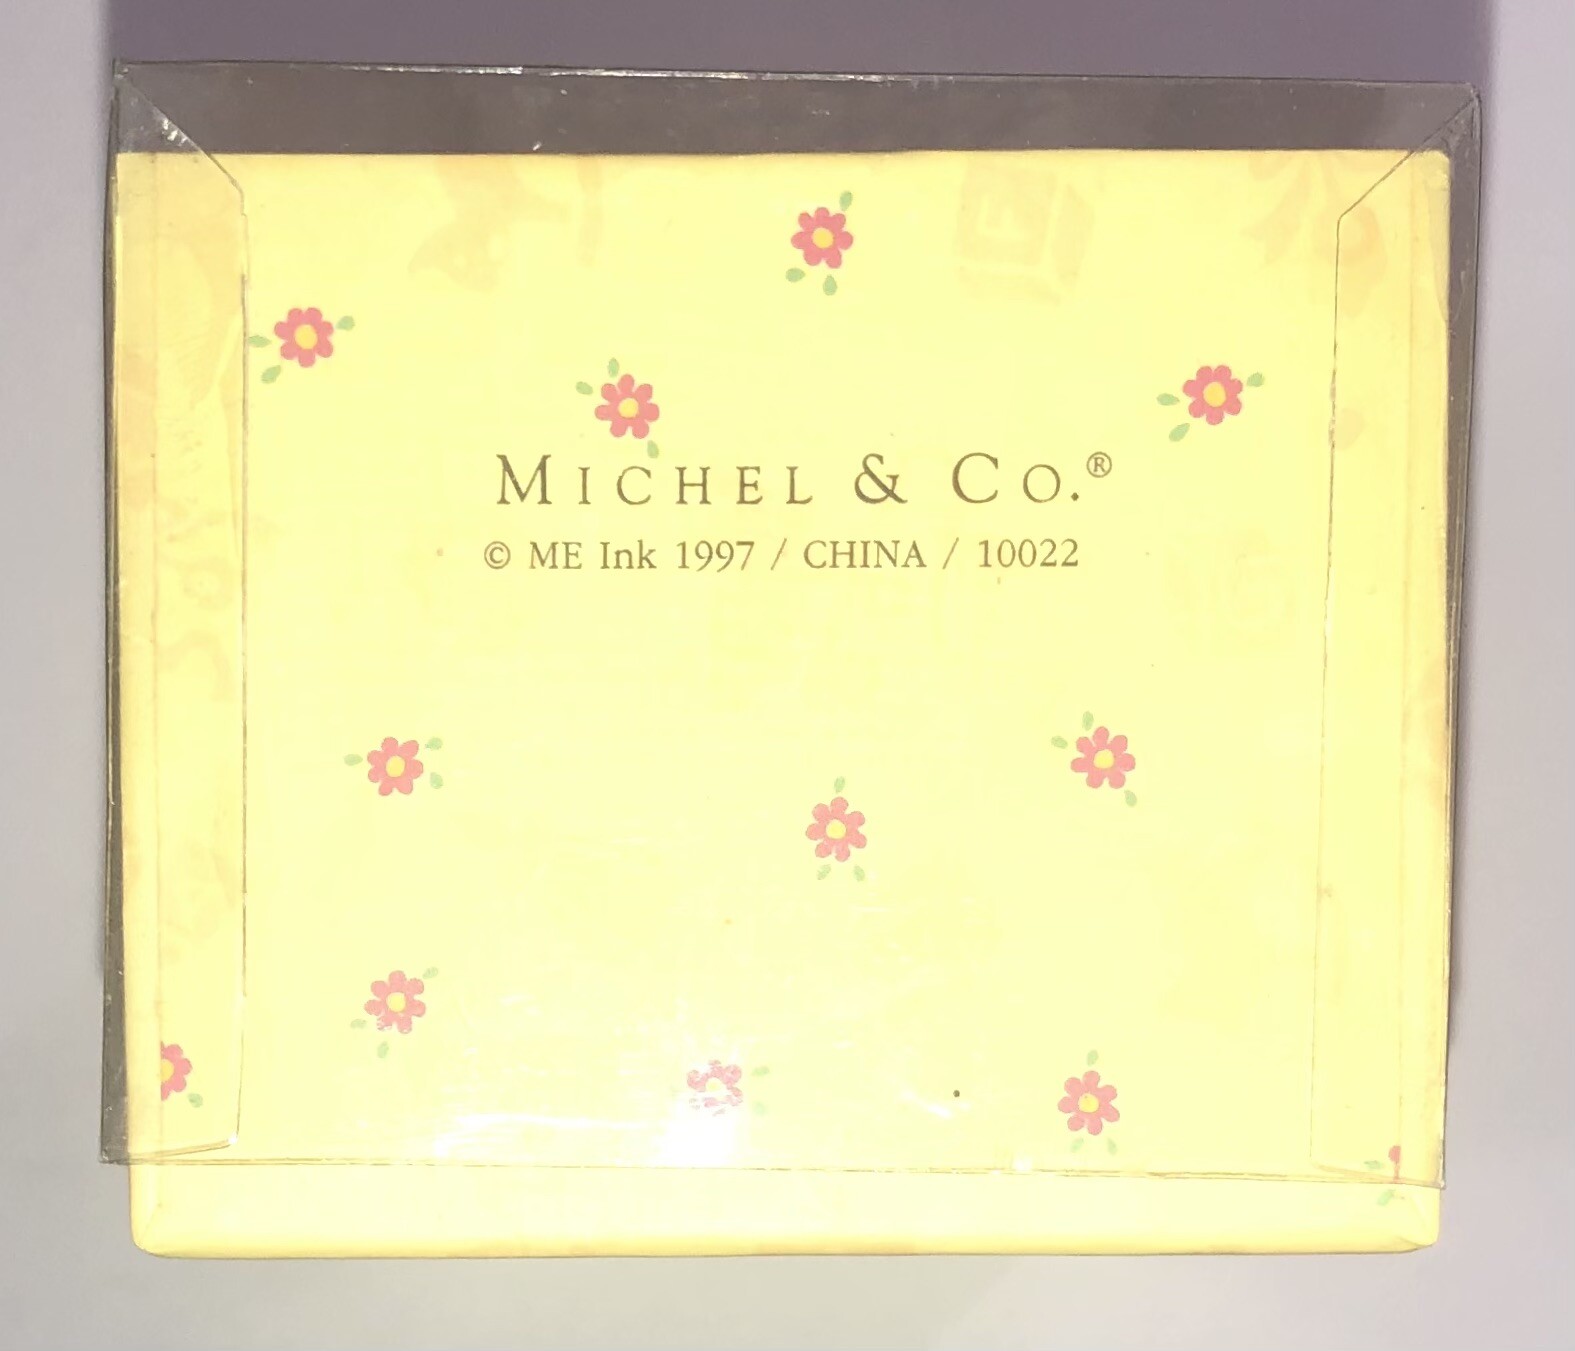 MICHEL & CO.®
© ME Ink 1997 / CHINA / 10022